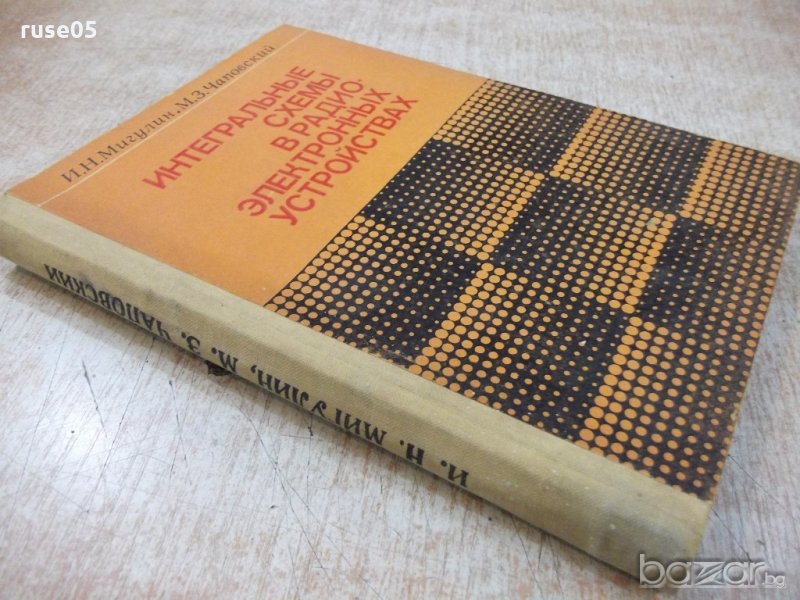 ruse05
И.Н.Мигулин, М.З.Чаповский
ИНТЕГРАЛЬНЫЕ
СХЕМЫ
В РАДИО-
ЭЛЕКТРОННЫХ
УСТРОЙСТВАХ
И. Н. МИГУЛИН, М. З. ЧАПОВСКИЙ
bazar.bg